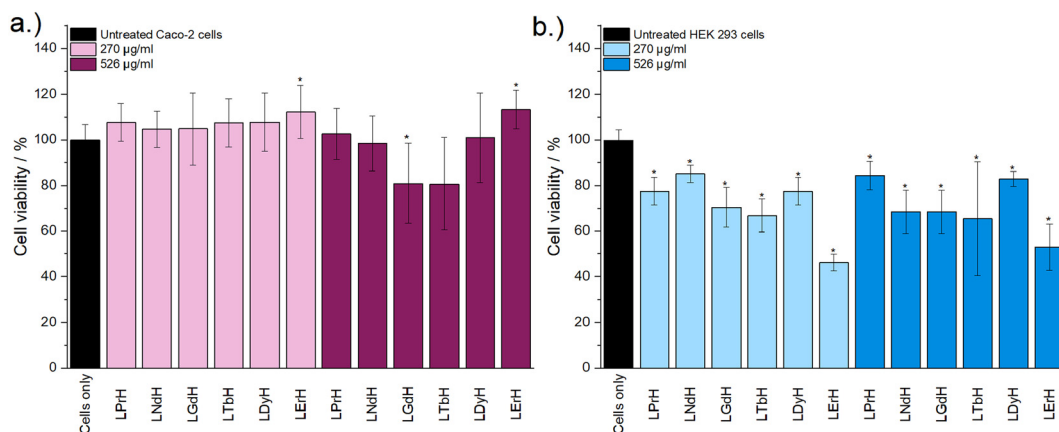 a.)
Untreated Caco-2 cells
270 µg/ml
526 µg/ml
Cell viability / %
140
120
100
80
60
40
20
0
* * *
Cells only
LPrH
LNdH
LGdH
LTbH
LDyH
LErH
LPrH
LNdH
LGdH
LTbH
LDyH
LErH
b.)
Untreated HEK 293 cells
270 µg/ml
526 µg/ml
Cell viability / %
140
120
100
80
60
40
20
0
* * * * * * * * * * * *
Cells only
LPrH
LNdH
LGdH
LTbH
LDyH
LErH
LPrH
LNdH
LGdH
LTbH
LDyH
LErH